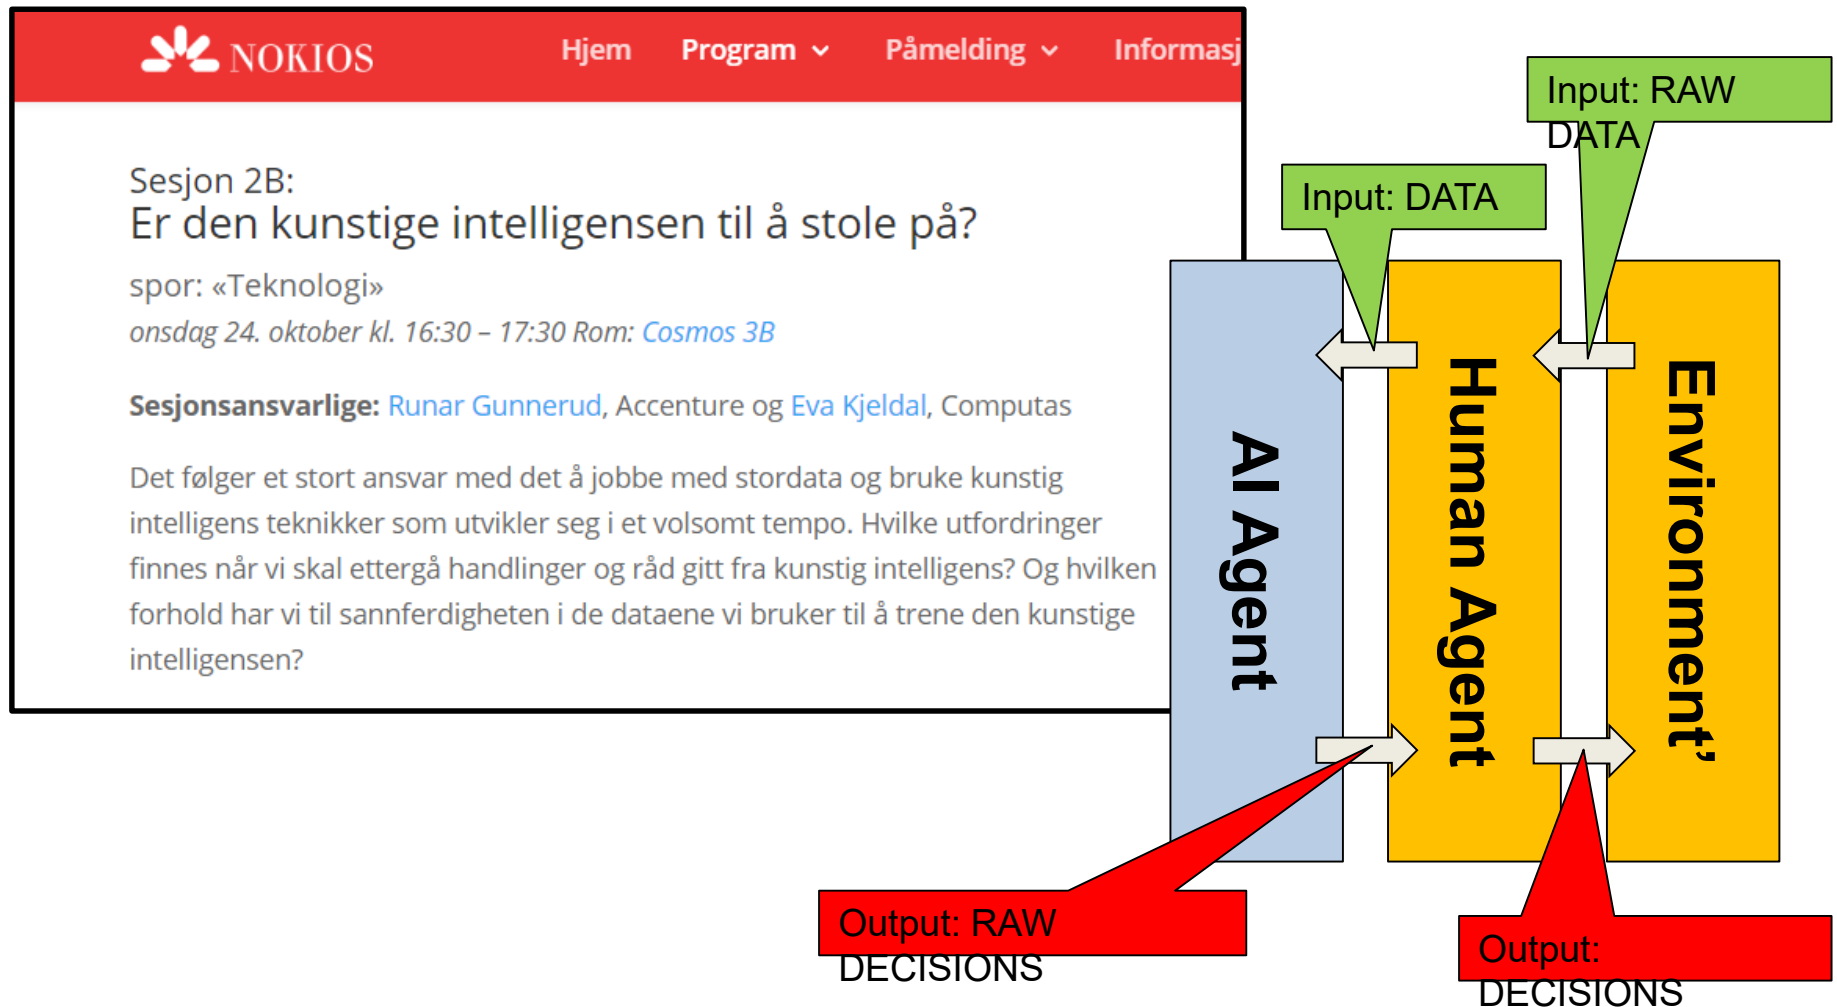 NOKIOS
Hjem Program Påmelding Informasj
Sesjon 2B:
Er den kunstige intelligensen til å stole på?
spor: «Teknologi»
onsdag 24. oktober kl. 16:30 – 17:30 Rom: Cosmos 3B
Sesjonsansvarlige: Runar Gunnerud, Accenture og Eva Kjeldal, Computas
Det følger et stort ansvar med det å jobbe med stordata og bruke kunstig
intelligens teknikker som utvikler seg i et volsomt tempo. Hvilke utfordringer
finnes når vi skal ettergå handlinger og råd gitt fra kunstig intelligens? Og hvilken
forhold har vi til sannferdigheten i de dataene vi bruker til å trene den kunstige
intelligensen?
Input: RAW
DATA
Input: DATA
AI Agent
Human Agent
Environment’
Output: RAW
DECISIONS
Output:
DECISIONS